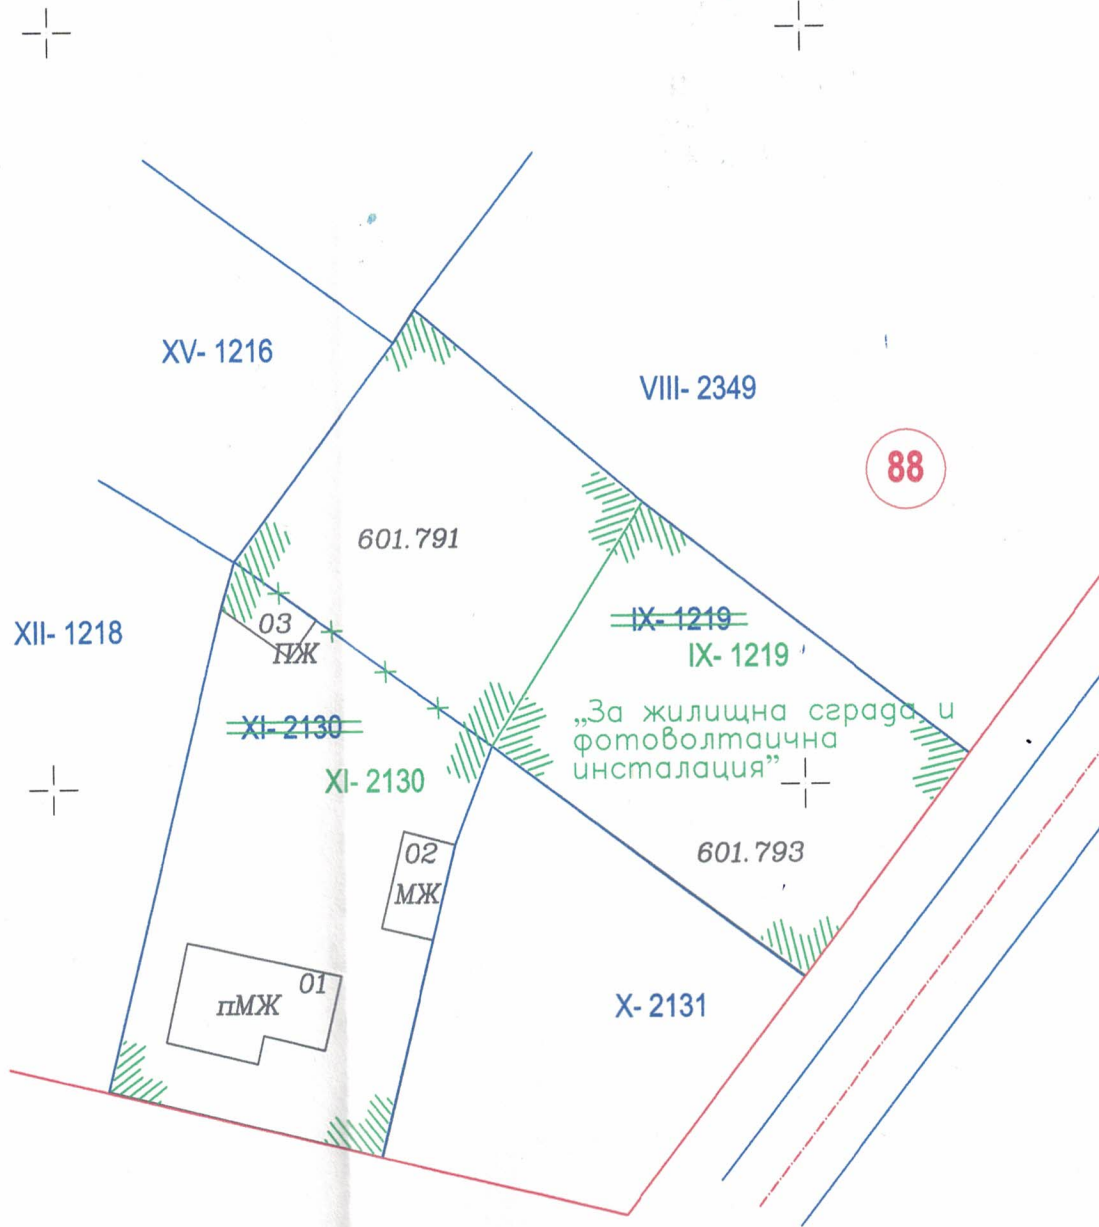 XV- 1216
VIII- 2349
88
601.791
IX- 1219
IX- 1219
03
ПЖ
XII- 1218
XI- 2130
„За жилищна сграда и
фотоволтаична
инсталация”
XI- 2130
02
МЖ
601.793
01
пМЖ
X- 2131